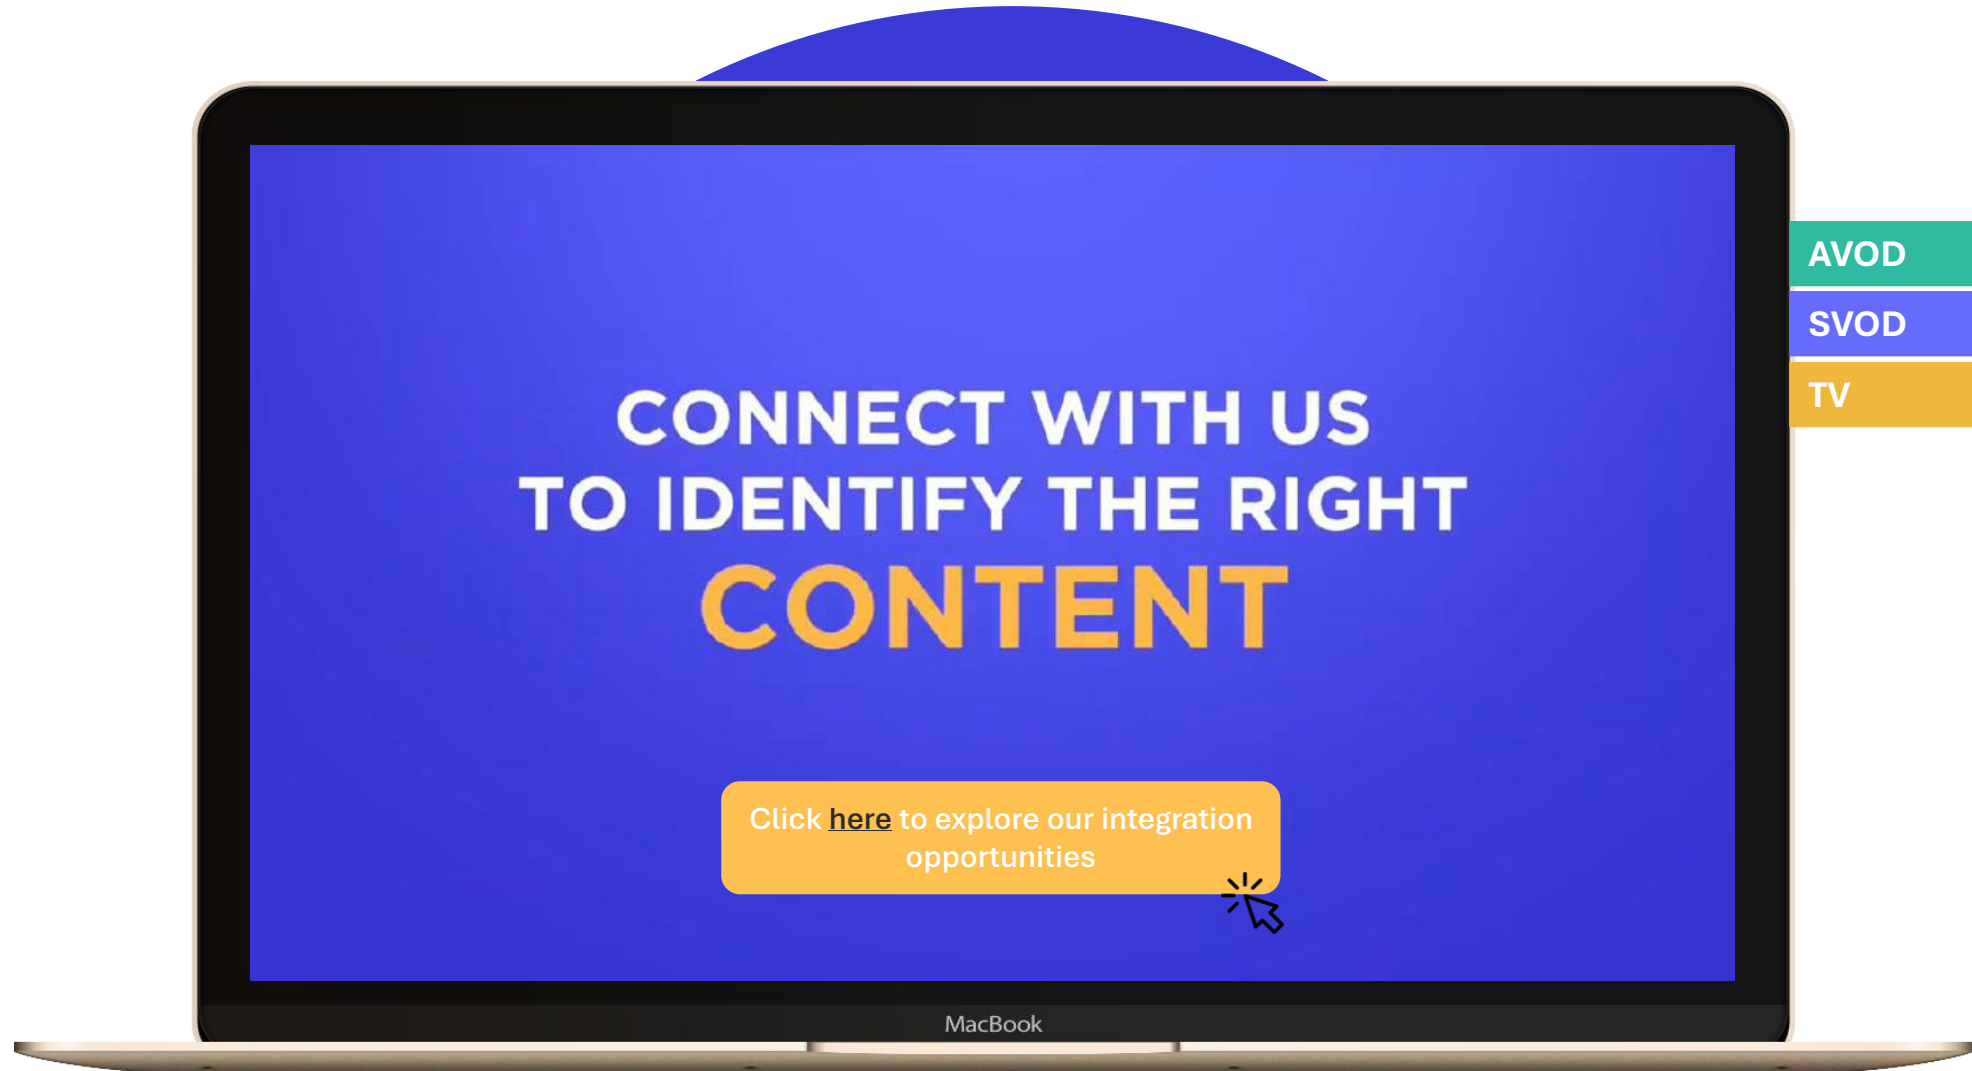 CONNECT WITH US
TO IDENTIFY THE RIGHT
CONTENT
Click here to explore our integration
opportunities
MacBook
AVOD
SVOD
TV